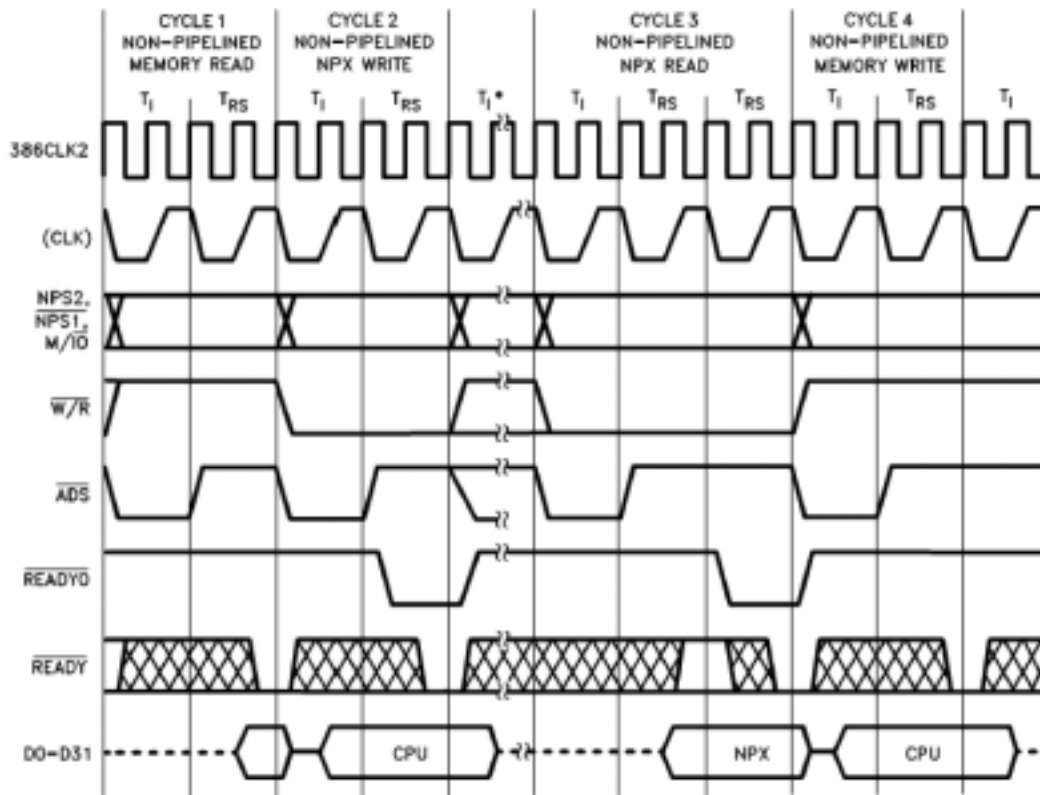 CYCLE 1
NON-PIPELINED
MEMORY READ
CYCLE 2
NON-PIPELINED
NPX WRITE
CYCLE 3
NON-PIPELINED
NPX READ
CYCLE 4
NON-PIPELINED
MEMORY WRITE
TI TRS TI TRS TI* TI TRS TRS TI TRS TI
386CLK2
(CLK)
NPS2,
NPS1,
M/IO
W/R
ADS
READYO
READY
D0-D31
CPU
NPX
CPU